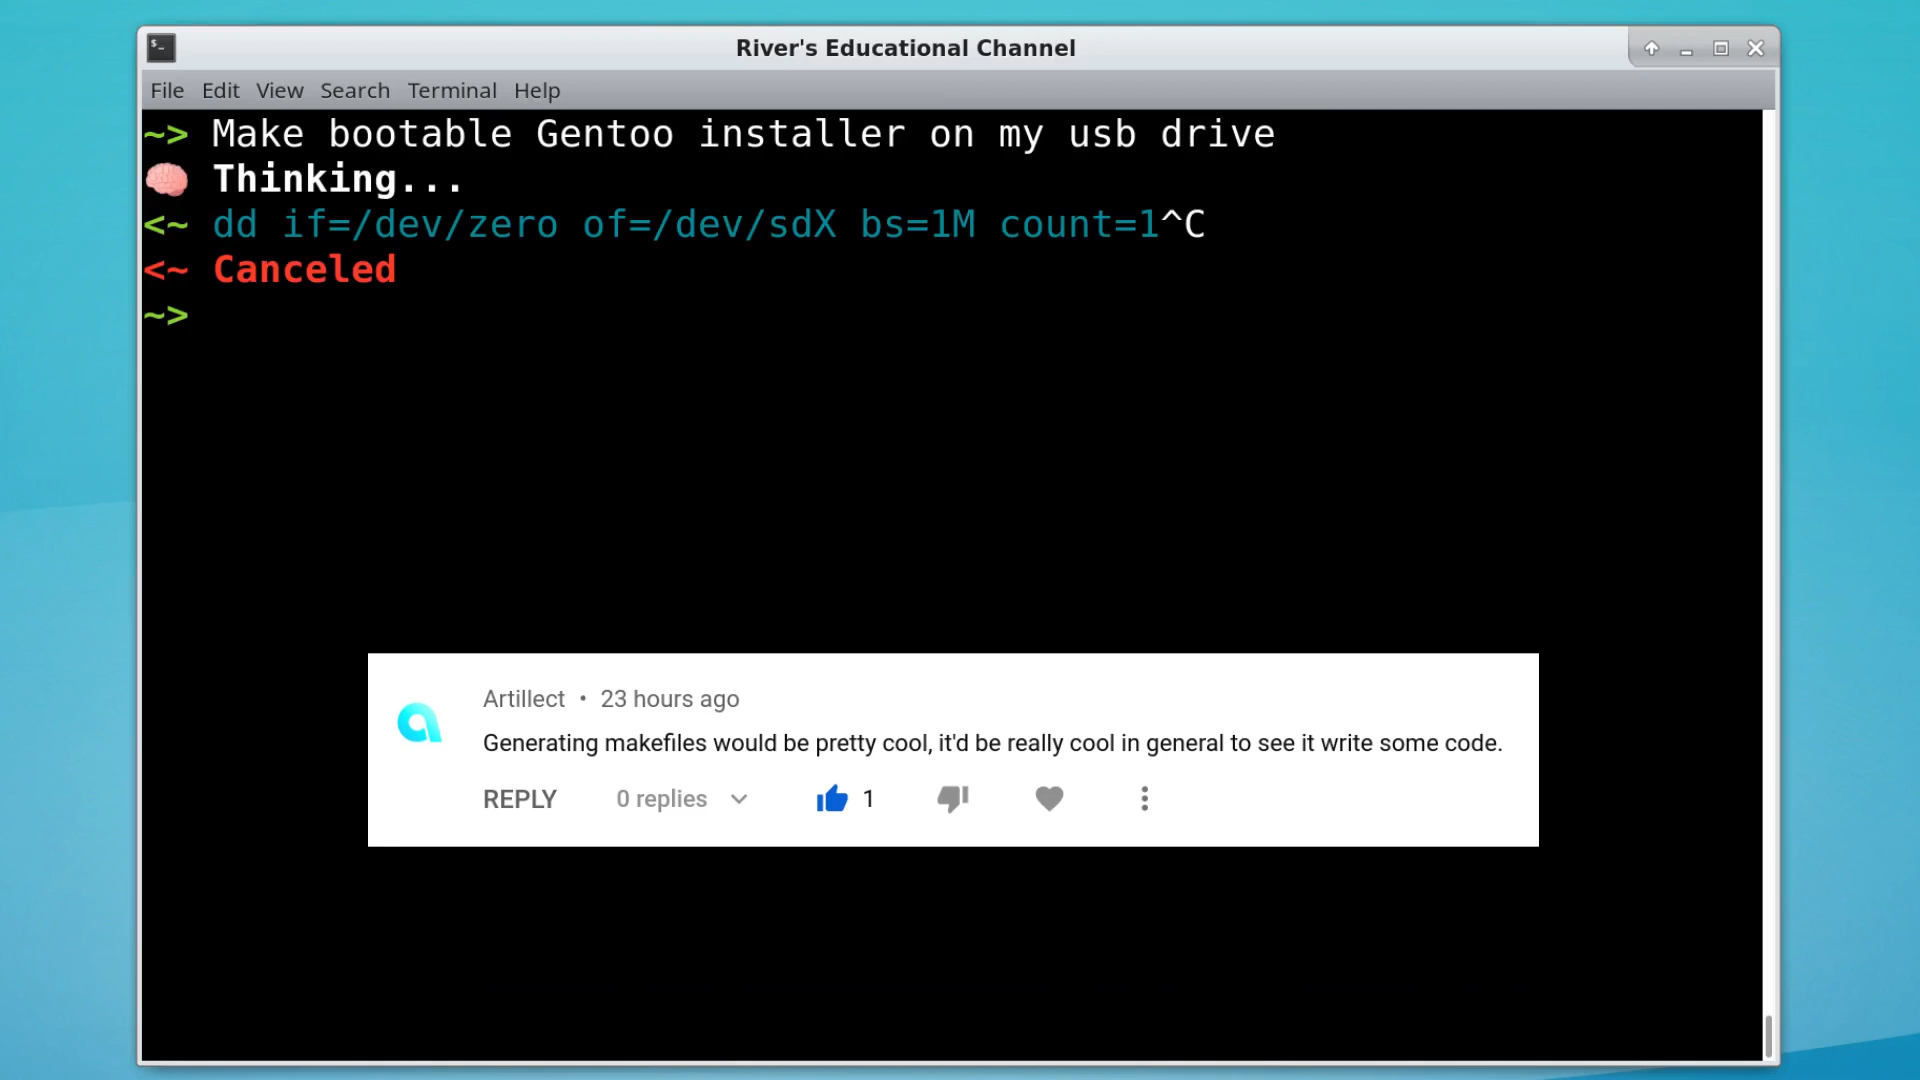 River's Educational Channel
File Edit View Search Terminal Help
~> Make bootable Gentoo installer on my usb drive
🧠 Thinking...
<~ dd if=/dev/zero of=/dev/sdX bs=1M count=1^C
<~ Canceled
~>
Artillect • 23 hours ago
Generating makefiles would be pretty cool, it'd be really cool in general to see it write some code.
REPLY 0 replies 1